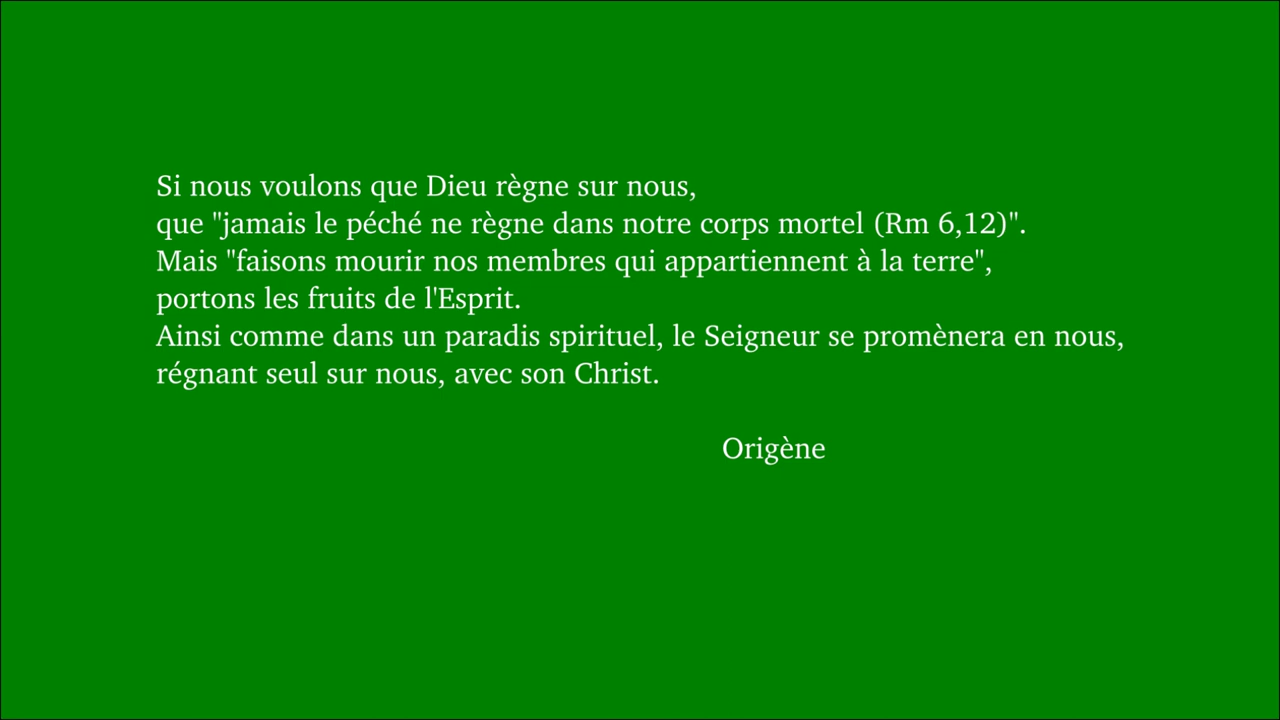 Si nous voulons que Dieu règne sur nous,
que "jamais le péché ne règne dans notre corps mortel (Rm 6,12)".
Mais "faisons mourir nos membres qui appartiennent à la terre",
portons les fruits de l'Esprit.
Ainsi comme dans un paradis spirituel, le Seigneur se promènera en nous,
régnant seul sur nous, avec son Christ.
Origène